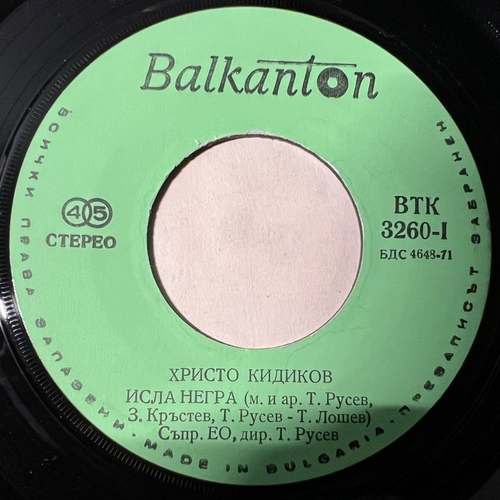 Balkanton
45
СТЕРЕО
ВТК
3260-I
БДС 4648-71
ХРИСТО КИДИКОВ
ИСЛА НЕГРА (м. и ар. Т. Русев,
З. Кръстев, Т. Русев - Т. Лошев)
Съпр. ЕО, дир. Т. Русев
ВСИЧКИ ПРАВА ЗАПАЗЕНИ - MADE IN BULGARIA - ПРЕЗАПИСЪТ ЗАБРАНЕН